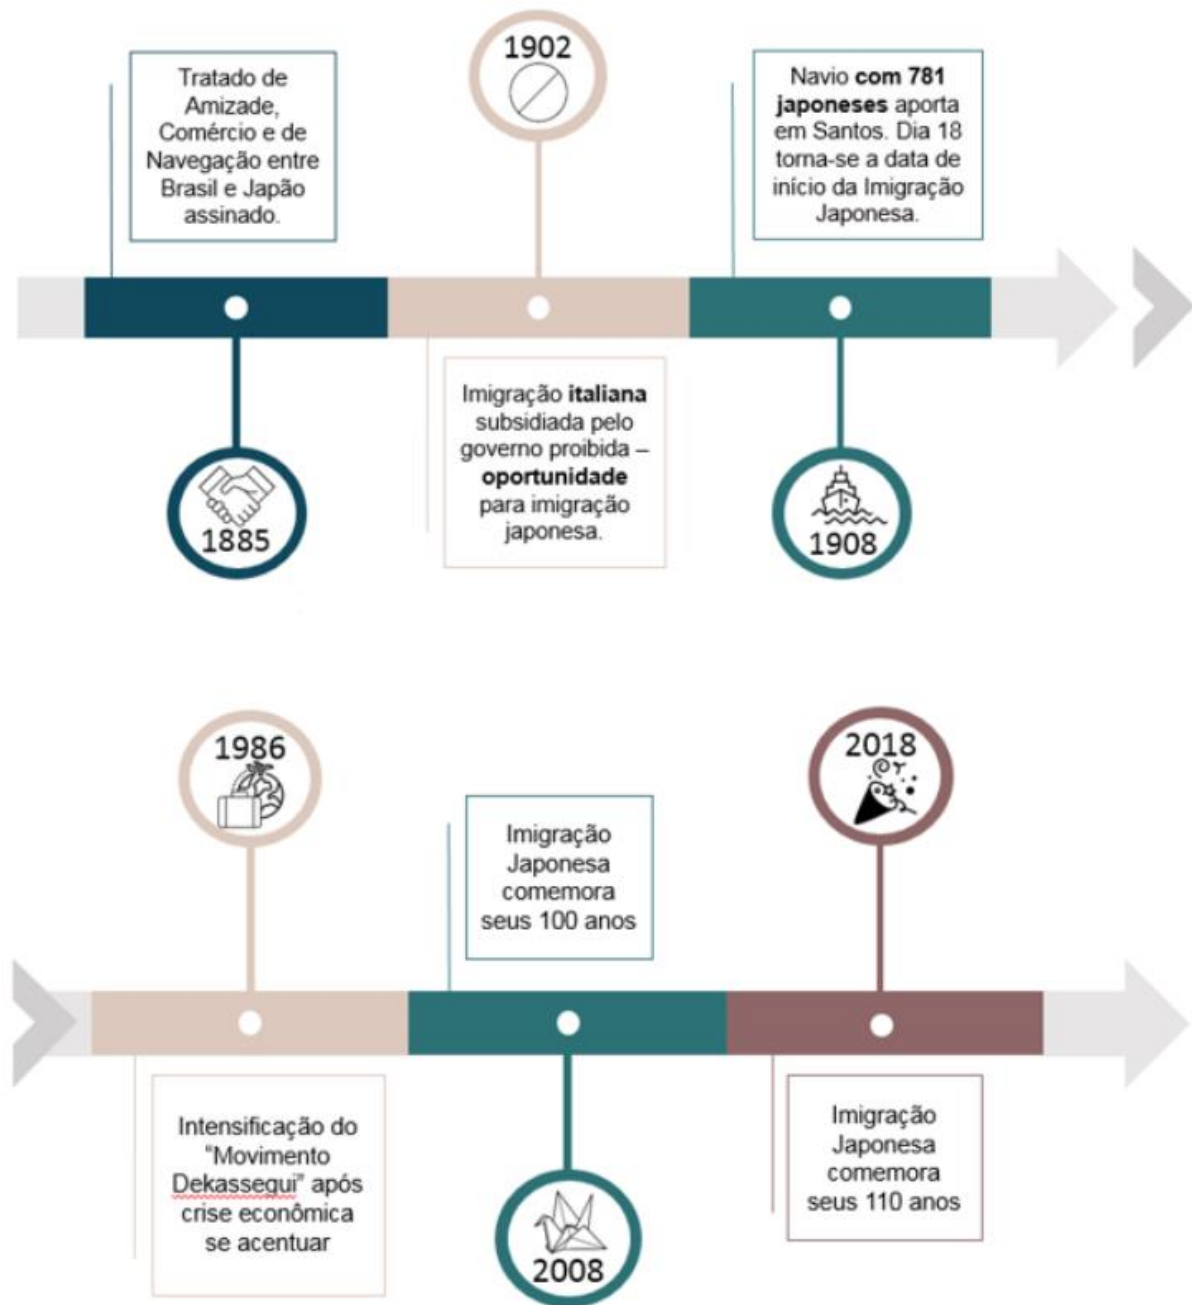 Tratado de
Amizade,
Comércio e de
Navegação entre
Brasil e Japão
assinado.
1885
1902
Imigração italiana
subsidiada pelo
governo proibida –
oportunidade
para imigração
japonesa.
Navio com 781
japoneses aporta
em Santos. Dia 18
torna-se a data de
início da Imigração
Japonesa.
1908
1986
Intensificação do
“Movimento
Dekassegui” após
crise econômica
se acentuar
Imigração
Japonesa
comemora
seus 100 anos
2008
2018
Imigração
Japonesa
comemora
seus 110 anos